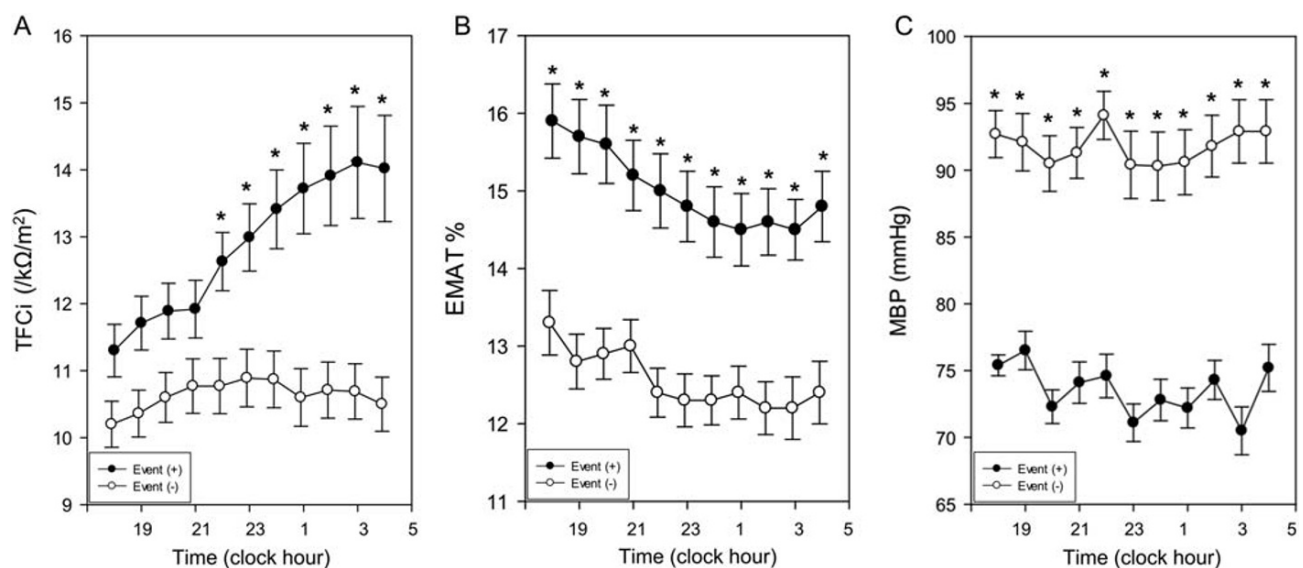 A
16
15
14
13
12
11
10
9
TFCi (/kΩ/m²)
* * * * * * *
Event (+)
Event (-)
19 21 23 1 3 5
Time (clock hour)
B
17
16
15
14
13
12
11
EMAT %
* * * * * * * * * * *
Event (+)
Event (-)
19 21 23 1 3 5
Time (clock hour)
C
100
95
90
85
80
75
70
65
MBP (mmHg)
* * * * * * * * * * *
Event (+)
Event (-)
19 21 23 1 3 5
Time (clock hour)